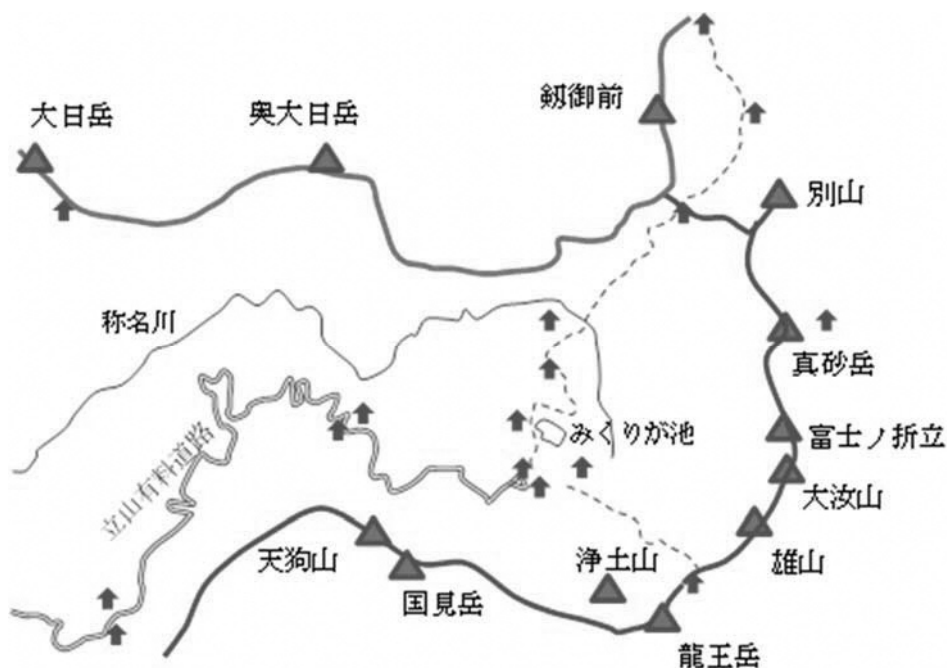 大日岳
奥大日岳
剱御前
別山
称名川
真砂岳
みくりが池
富士ノ折立
大汝山
立山有料道路
天狗山
浄土山
雄山
国見岳
龍王岳